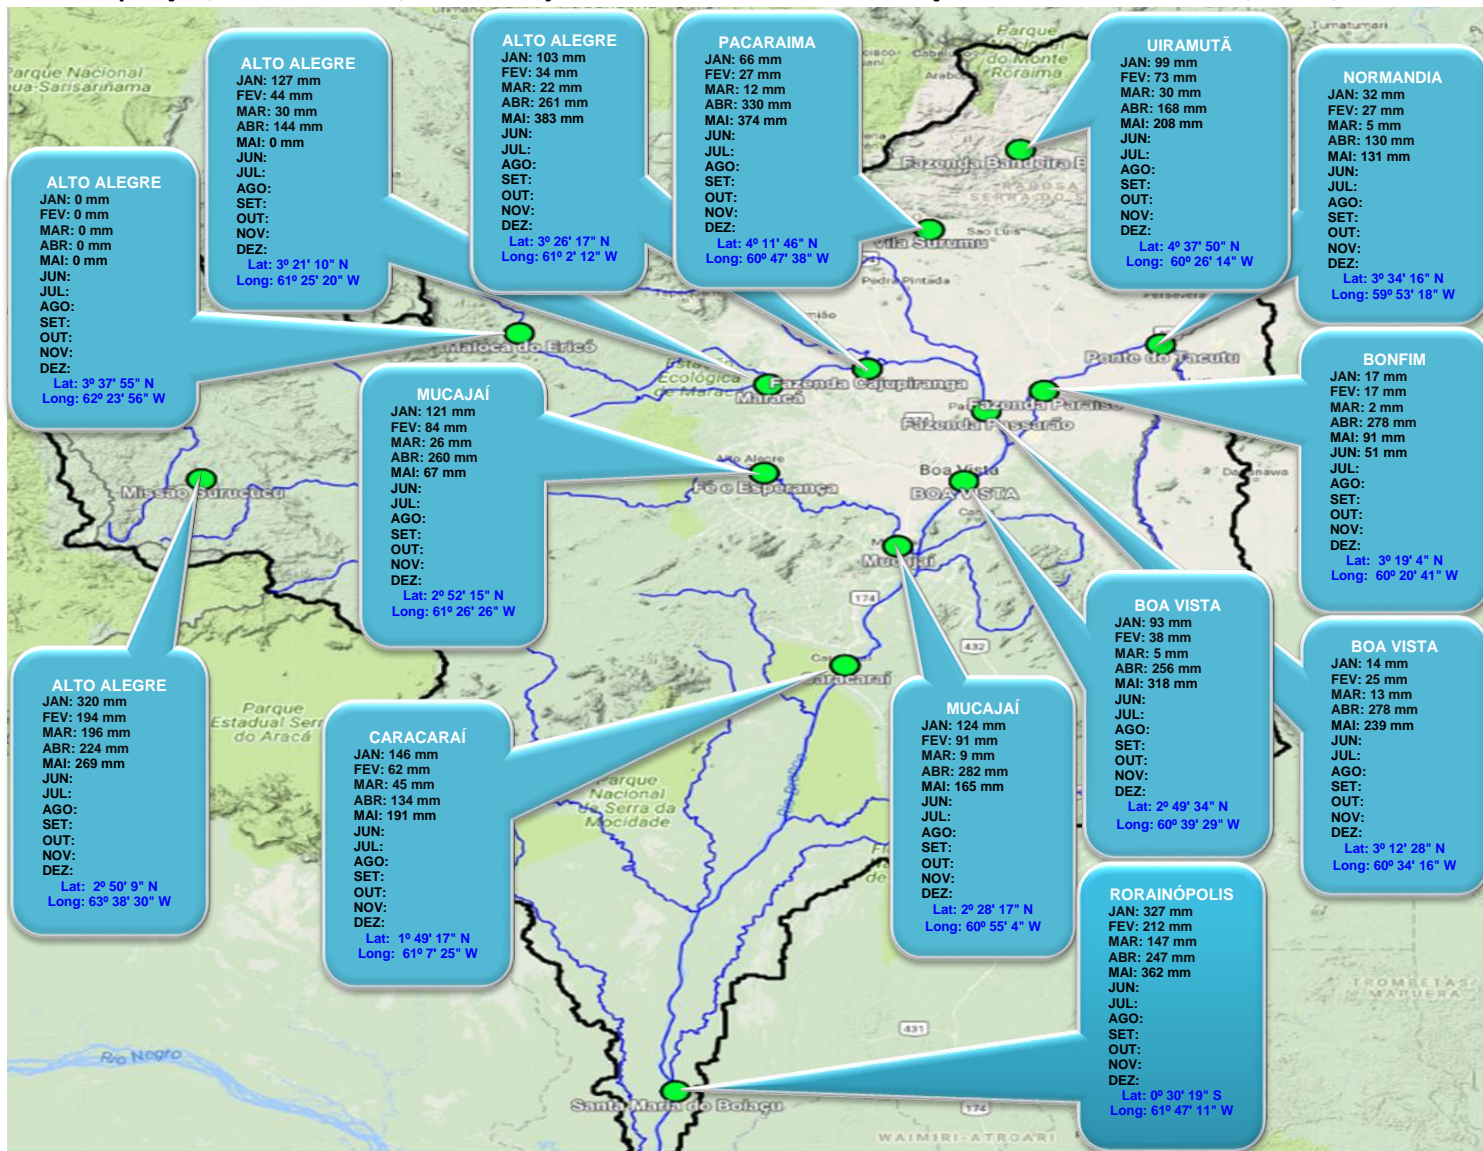 ALTO ALEGRE
JAN: 127 mm
FEV: 44 mm
MAR: 30 mm
ABR: 144 mm
MAI: 0 mm
JUN:
JUL:
AGO:
SET:
OUT:
NOV:
DEZ:
Lat: 3º 21' 10" N
Long: 61º 25' 20" W
ALTO ALEGRE
JAN: 103 mm
FEV: 34 mm
MAR: 22 mm
ABR: 261 mm
MAI: 383 mm
JUN:
JUL:
AGO:
SET:
OUT:
NOV:
DEZ:
Lat: 3º 26' 17" N
Long: 61º 2' 12" W
PACARAIMA
JAN: 66 mm
FEV: 27 mm
MAR: 12 mm
ABR: 330 mm
MAI: 374 mm
JUN:
JUL:
AGO:
SET:
OUT:
NOV:
DEZ:
Lat: 4º 11' 46" N
Long: 60º 47' 38" W
UIRAMUTÃ
JAN: 99 mm
FEV: 73 mm
MAR: 30 mm
ABR: 168 mm
MAI: 208 mm
JUN:
JUL:
AGO:
SET:
OUT:
NOV:
DEZ:
Lat: 4º 37' 50" N
Long: 60º 26' 14" W
NORMANDIA
JAN: 32 mm
FEV: 27 mm
MAR: 5 mm
ABR: 130 mm
MAI: 131 mm
JUN:
JUL:
AGO:
SET:
OUT:
NOV:
DEZ:
Lat: 3º 34' 16" N
Long: 59º 53' 18" W
ALTO ALEGRE
JAN: 0 mm
FEV: 0 mm
MAR: 0 mm
ABR: 0 mm
MAI: 0 mm
JUN:
JUL:
AGO:
SET:
OUT:
NOV:
DEZ:
Lat: 3º 37' 55" N
Long: 62º 23' 56" W
MUCAJAÍ
JAN: 121 mm
FEV: 84 mm
MAR: 26 mm
ABR: 260 mm
MAI: 67 mm
JUN:
JUL:
AGO:
SET:
OUT:
NOV:
DEZ:
Lat: 2º 52' 15" N
Long: 61º 26' 26" W
BONFIM
JAN: 17 mm
FEV: 17 mm
MAR: 2 mm
ABR: 278 mm
MAI: 91 mm
JUN: 51 mm
JUL:
AGO:
SET:
OUT:
NOV:
DEZ:
Lat: 3º 19' 4" N
Long: 60º 20' 41" W
BOA VISTA
JAN: 93 mm
FEV: 38 mm
MAR: 5 mm
ABR: 256 mm
MAI: 318 mm
JUN:
JUL:
AGO:
SET:
OUT:
NOV:
DEZ:
Lat: 2º 49' 34" N
Long: 60º 39' 29" W
BOA VISTA
JAN: 14 mm
FEV: 25 mm
MAR: 13 mm
ABR: 278 mm
MAI: 239 mm
JUN:
JUL:
AGO:
SET:
OUT:
NOV:
DEZ:
Lat: 3º 12' 28" N
Long: 60º 34' 16" W
ALTO ALEGRE
JAN: 320 mm
FEV: 194 mm
MAR: 196 mm
ABR: 224 mm
MAI: 269 mm
JUN:
JUL:
AGO:
SET:
OUT:
NOV:
DEZ:
Lat: 2º 50' 9" N
Long: 63º 38' 30" W
CARACARAÍ
JAN: 146 mm
FEV: 62 mm
MAR: 45 mm
ABR: 134 mm
MAI: 191 mm
JUN:
JUL:
AGO:
SET:
OUT:
NOV:
DEZ:
Lat: 1º 49' 17" N
Long: 61º 7' 25" W
MUCAJAÍ
JAN: 124 mm
FEV: 91 mm
MAR: 9 mm
ABR: 282 mm
MAI: 165 mm
JUN:
JUL:
AGO:
SET:
OUT:
NOV:
DEZ:
Lat: 2º 28' 17" N
Long: 60º 55' 4" W
RORAINÓPOLIS
JAN: 327 mm
FEV: 212 mm
MAR: 147 mm
ABR: 247 mm
MAI: 362 mm
JUN:
JUL:
AGO:
SET:
OUT:
NOV:
DEZ:
Lat: 0º 30' 19" S
Long: 61º 47' 11" W
Tumatumari
Parque
do Monte
Roraima
Parque Nacional
Fazenda Bandeira
Vila Surumu
São Luis
Pedra Pintada
Maloca do Ericó
Maracá
Fazenda Cajupiranga
Ponte do Tacutu
Fazenda Paraíso
Fazenda Passarão
Ecológica
Missão Surucucu
Alto Alegre
Fé e Esperança
Boa Vista
BOA VISTA
Mucajaí
174
432
Caracaraí
Parque
Estadual Serra
do Aracá
Parque
Nacional
da Serra da
Mocidade
Rio Branco
TROMBETAS
MAPUERA
431
Rio Negro
Santa Maria do Boiaçu
174
WAIMIRI-ATROARI